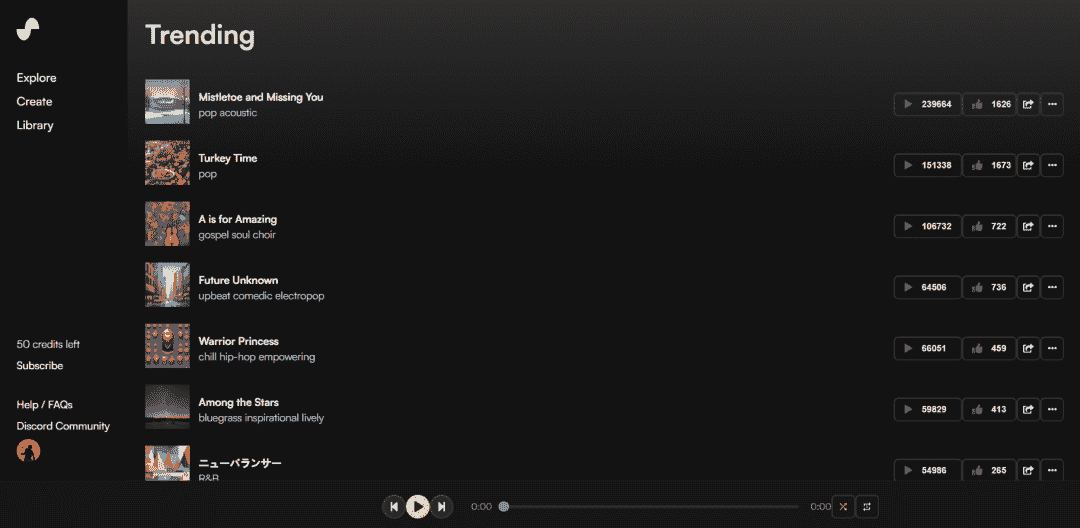 Trending
Explore
Create
Library
Mistletoe and Missing You
pop acoustic
239664 1626
Turkey Time
pop
151338 1673
A is for Amazing
gospel soul choir
106732 722
Future Unknown
upbeat comedic electropop
64506 736
Warrior Princess
chill hip-hop empowering
66051 459
Among the Stars
bluegrass inspirational lively
59829 413
ニューバランサー
R&B
54986 265
50 credits left
Subscribe
Help / FAQs
Discord Community
0:00 0:00